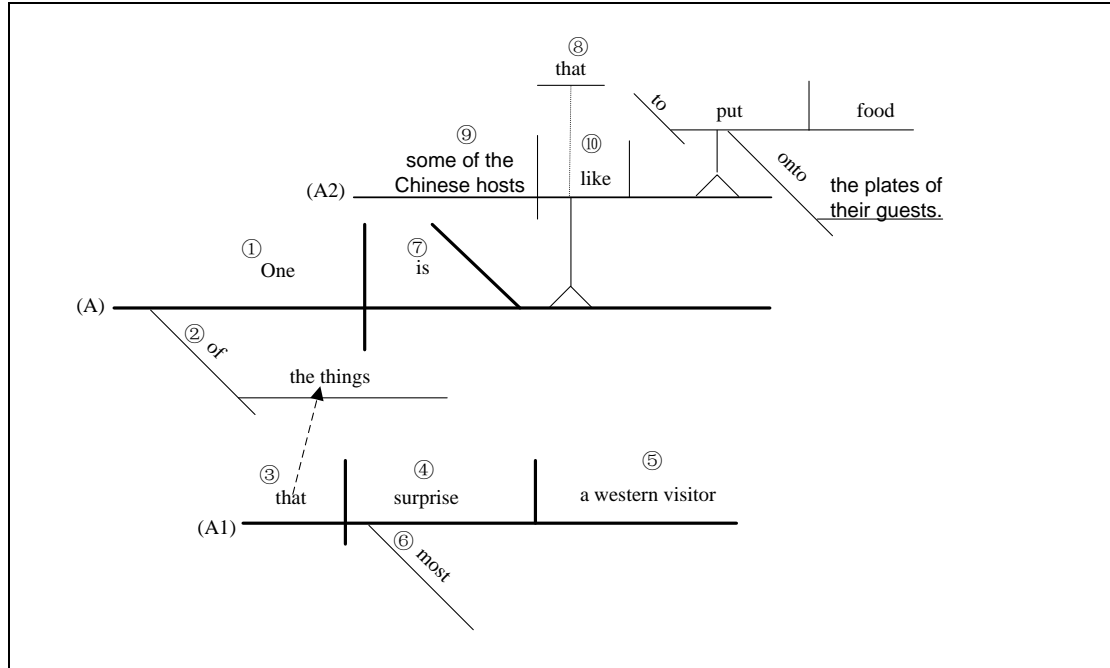 ⑧
that
to
put
food
⑨
some of the
Chinese hosts
⑩
like
onto
the plates of
their guests.
(A2)
①
One
⑦
is
(A)
② of
the things
③
that
④
surprise
⑤
a western visitor
(A1)
⑥ most